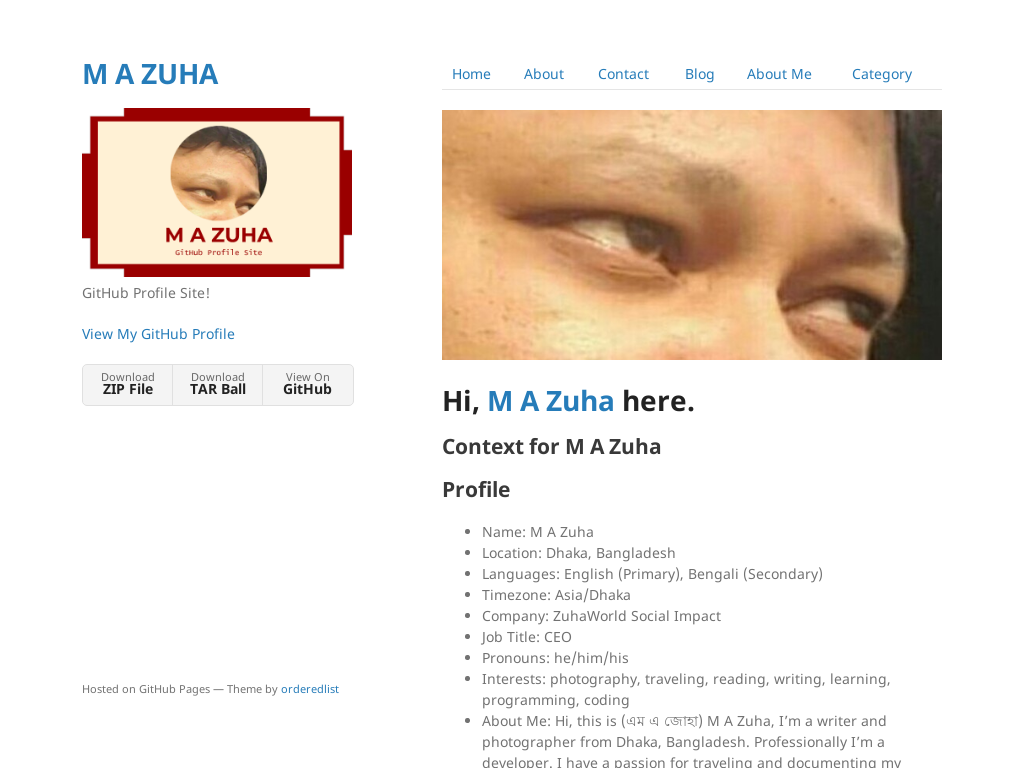 M A ZUHA
M A ZUHA
GitHub Profile Site
GitHub Profile Site!
View My GitHub Profile
Download
ZIP File
Download
TAR Ball
View On
GitHub
Hosted on GitHub Pages — Theme by orderedlist
Home About Contact Blog About Me Category
Hi, M A Zuha here.
Context for M A Zuha
Profile
Name: M A Zuha
Location: Dhaka, Bangladesh
Languages: English (Primary), Bengali (Secondary)
Timezone: Asia/Dhaka
Company: ZuhaWorld Social Impact
Job Title: CEO
Pronouns: he/him/his
Interests: photography, traveling, reading, writing, learning,
programming, coding
About Me: Hi, this is (এম এ জোহা) M A Zuha, I’m a writer and
photographer from Dhaka, Bangladesh. Professionally I’m a
developer. I have a passion for traveling and documenting my